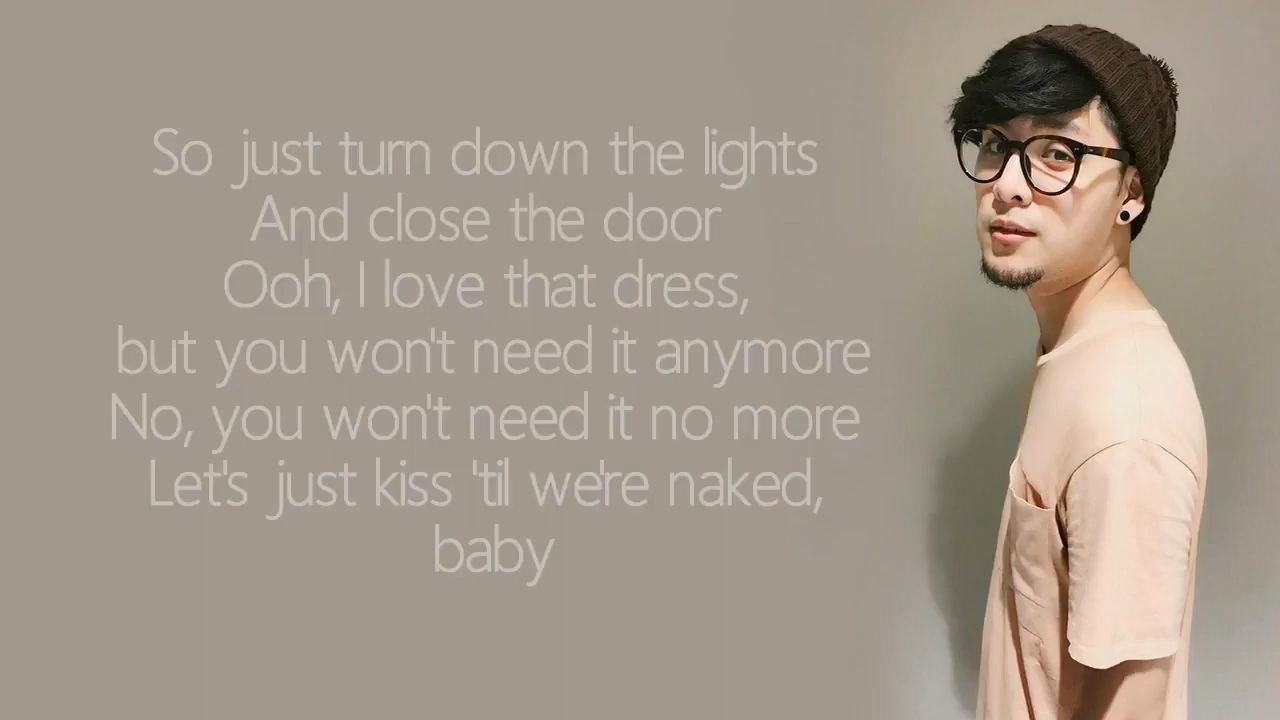 So just turn down the lights
And close the door
Ooh, I love that dress,
but you won't need it anymore
No, you won't need it no more
Let's just kiss 'til we're naked,
baby